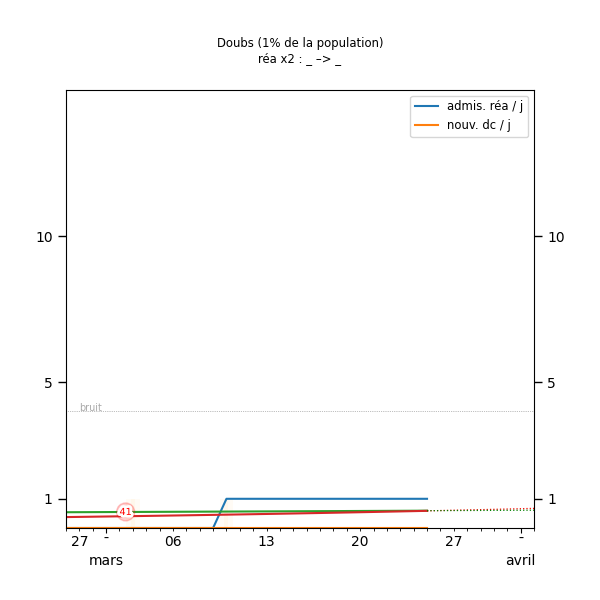 Doubs (1% de la population)
réa x2 : _ –> _
admis. réa / j
nouv. dc / j
10 10
5 5
bruit
1 1
41
27 - 06 13 20 27 -
mars avril